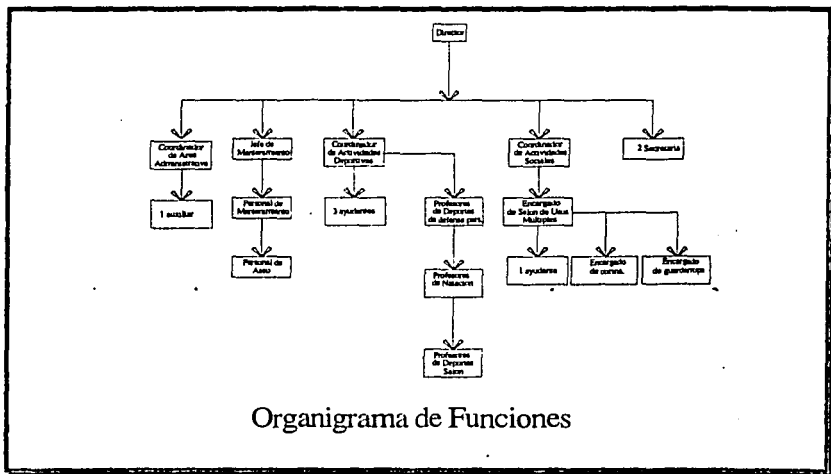 Director
Coordinador
de Area
Administrativa
Jefe de
Mantenimiento
Coordinador
de Actividades
Deportivas
Coordinador
de Actividades
Sociales
2 Secretaria
1 auxiliar
Personal de
Mantenimiento
3 ayudantes
Profesores
de Deportes
de defensa pers.
Encargado
de Salon de Usos
Multiples
Personal de
Aseo
Profesores
de Natacion
1 ayudante
Encargado
de cocina.
Encargado
de guardarropa
Profesores
de Deportes
Salon
Organigrama de Funciones